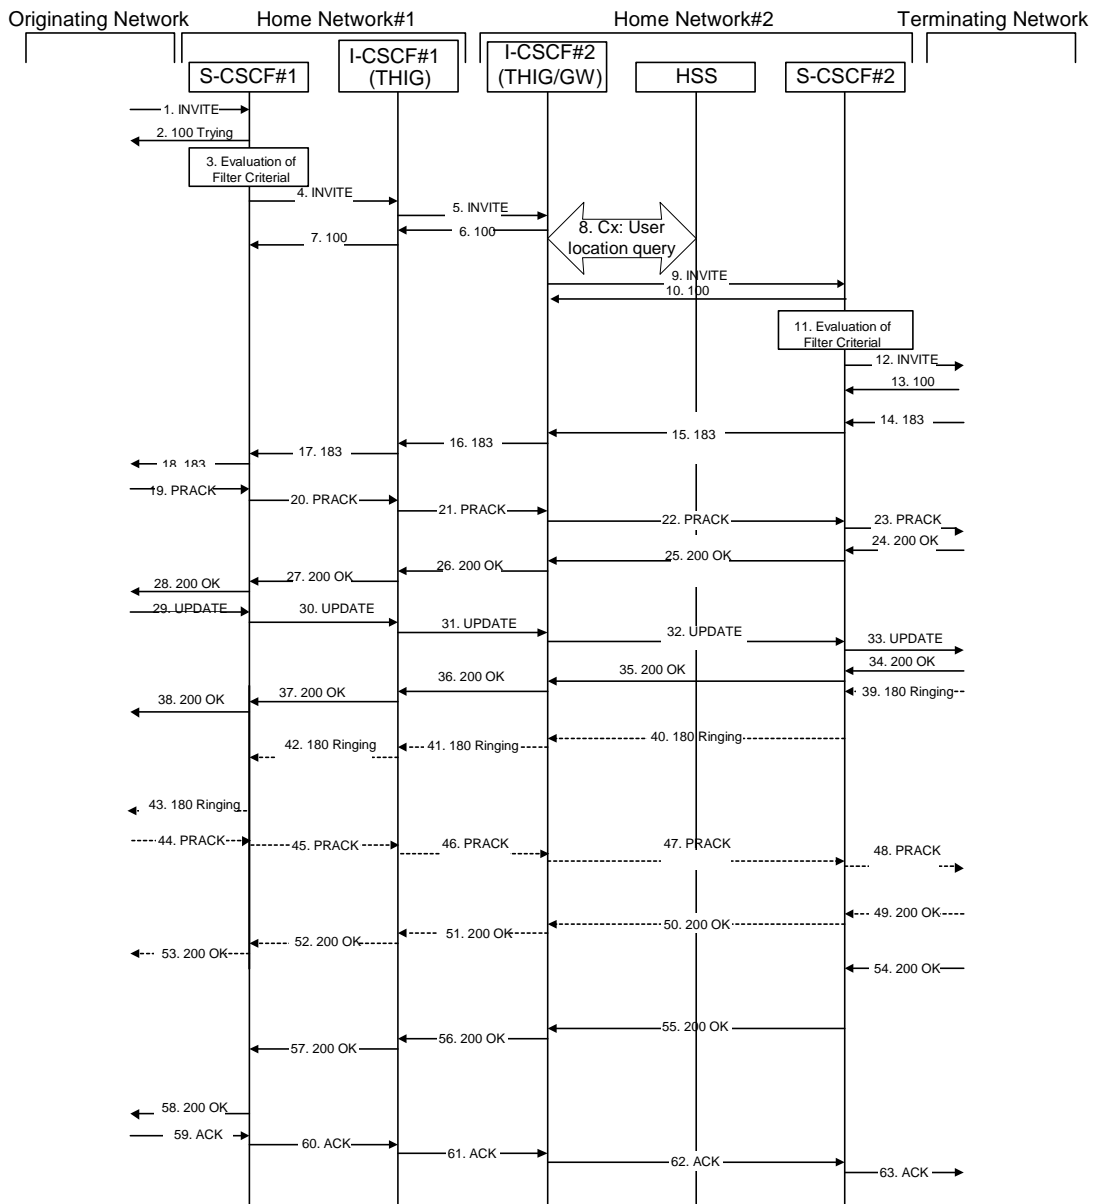 Originating Network
Home Network#1
Home Network#2
Terminating Network
S-CSCF#1
I-CSCF#1
(THIG)
I-CSCF#2
(THIG/GW)
HSS
S-CSCF#2
1. INVITE
2. 100 Trying
3. Evaluation of
Filter Criterial
4. INVITE
5. INVITE
6. 100
7. 100
8. Cx: User
location query
9. INVITE
10. 100
11. Evaluation of
Filter Criterial
12. INVITE
13. 100
14. 183
15. 183
16. 183
17. 183
18. 183
19. PRACK
20. PRACK
21. PRACK
22. PRACK
23. PRACK
24. 200 OK
25. 200 OK
26. 200 OK
27. 200 OK
28. 200 OK
29. UPDATE
30. UPDATE
31. UPDATE
32. UPDATE
33. UPDATE
34. 200 OK
35. 200 OK
36. 200 OK
37. 200 OK
38. 200 OK
39. 180 Ringing
40. 180 Ringing
41. 180 Ringing
42. 180 Ringing
43. 180 Ringing
44. PRACK
45. PRACK
46. PRACK
47. PRACK
48. PRACK
49. 200 OK
50. 200 OK
51. 200 OK
52. 200 OK
53. 200 OK
54. 200 OK
55. 200 OK
56. 200 OK
57. 200 OK
58. 200 OK
59. ACK
60. ACK
61. ACK
62. ACK
63. ACK